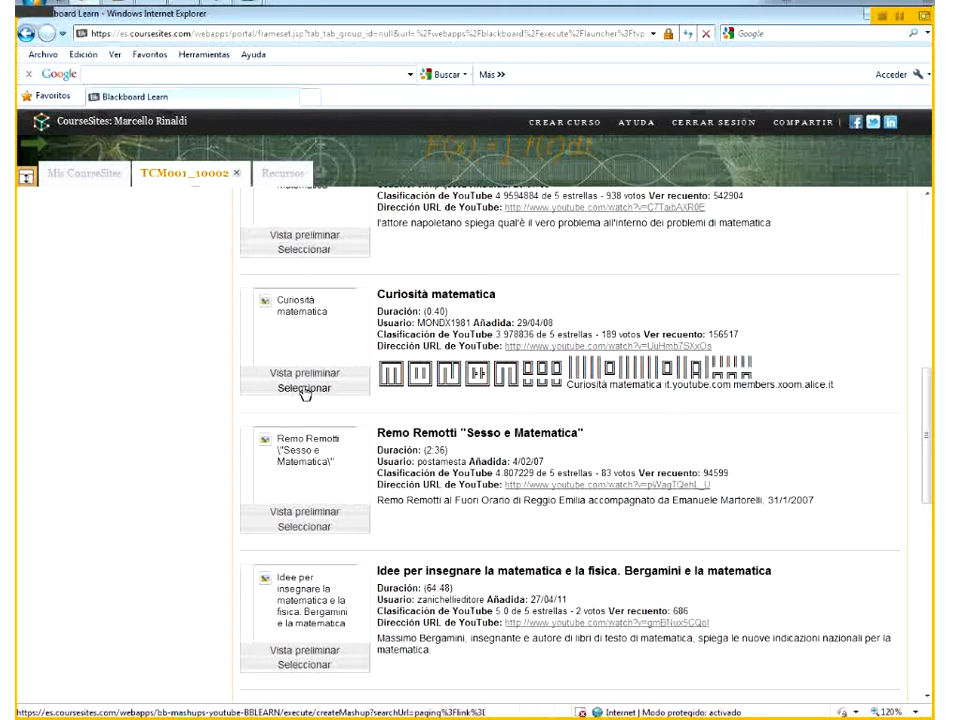 board Learn - Windows Internet Explorer
https://es.coursesites.com/webapps/portal/frameset.jsp?tab_tab_group_id=null&url=%2Fwebapps%2Fblackboard%2Fexecute%2Flauncher%3Ftyp
Google
Archivo Edición Ver Favoritos Herramientas Ayuda
x Google Buscar Más >> Acceder
Favoritos Blackboard Learn
CourseSites: Marcello Rinaldi CREAR CURSO AYUDA CERRAR SESIÓN COMPARTIR
Mis CourseSites TCM001_10002 × Recursos
Clasificación de YouTube 4.9594884 de 5 estrellas - 938 votos Ver recuento: 542904
Dirección URL de YouTube: http://www.youtube.com/watch?v=C7TaibAXR0E
l'attore napoletano spiega qual'è il vero problema all'interno dei problemi di matematica
Vista preliminar
Seleccionar
Curiosità matematica
Curiosità matematica
Duración: (0:40)
Usuario: MONDX1981 Añadida: 29/04/08
Clasificación de YouTube 3.978836 de 5 estrellas - 189 votos Ver recuento: 156517
Dirección URL de YouTube: http://www.youtube.com/watch?v=UuHmb7SXxOs
Curiosità matematica it.youtube.com members.xoom.alice.it
Vista preliminar
Seleccionar
Remo Remotti \"Sesso e Matematica\"
Remo Remotti "Sesso e Matematica"
Duración: (2:36)
Usuario: postamesta Añadida: 4/02/07
Clasificación de YouTube 4.807229 de 5 estrellas - 83 votos Ver recuento: 94599
Dirección URL de YouTube: http://www.youtube.com/watch?v=pWagTQehL_U
Remo Remotti al Fuori Orario di Reggio Emilia accompagnato da Emanuele Martorelli, 31/1/2007
Vista preliminar
Seleccionar
Idee per insegnare la matematica e la fisica. Bergamini e la matematica
Idee per insegnare la matematica e la fisica. Bergamini e la matematica
Duración: (64:48)
Usuario: zanichellieditore Añadida: 27/04/11
Clasificación de YouTube 5.0 de 5 estrellas - 2 votos Ver recuento: 686
Dirección URL de YouTube: http://www.youtube.com/watch?v=gmBNux5CQoI
Massimo Bergamini, insegnante e autore di libri di testo di matematica, spiega le nuove indicazioni nazionali per la
matematica.
Vista preliminar
Seleccionar
https://es.coursesites.com/webapps/bb-mashups-youtube-BBLEARN/execute/createMashup?searchUrl=paging%3Flink%3D Internet | Modo protegido: activado 120%